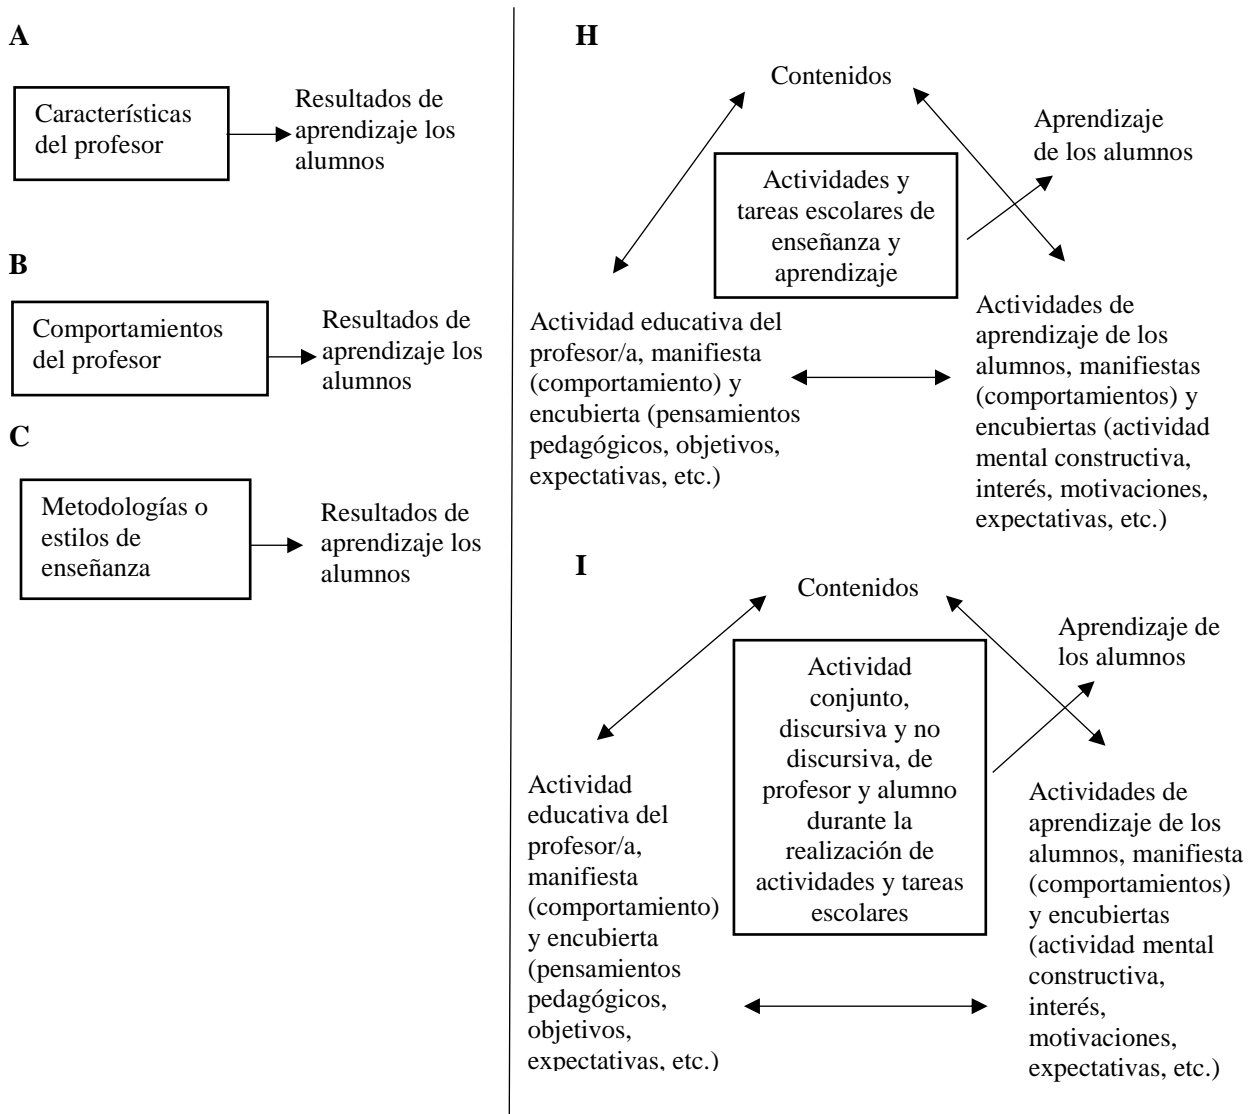 A
Característícas
del profesor
Resultados de
aprendizaje los
alumnos
B
Comportamientos
del profesor
Resultados de
aprendizaje los
alumnos
C
Metodologías o
estilos de
enseñanza
Resultados de
aprendizaje los
alumnos
H
Contenidos
Aprendizaje
de los alumnos
Actividades y
tareas escolares de
enseñanza y
aprendizaje
Actividad educativa del
profesor/a, manifiesta
(comportamiento) y
encubierta (pensamientos
pedagógicos, objetivos,
expectativas, etc.)
Actividades de
aprendizaje de los
alumnos, manifiestas
(comportamientos) y
encubiertas (actividad
mental constructiva,
interés, motivaciones,
expectativas, etc.)
I
Contenidos
Aprendizaje de
los alumnos
Actividad
conjunto,
discursiva y no
discursiva, de
profesor y alumno
durante la
realización de
actividades y tareas
escolares
Actividad
educativa del
profesor/a,
manifiesta
(comportamiento)
y encubierta
(pensamientos
pedagógicos,
objetivos,
expectativas, etc.)
Actividades de
aprendizaje de los
alumnos, manifiesta
(comportamientos)
y encubiertas
(actividad mental
constructiva,
interés,
motivaciones,
expectativas, etc.)